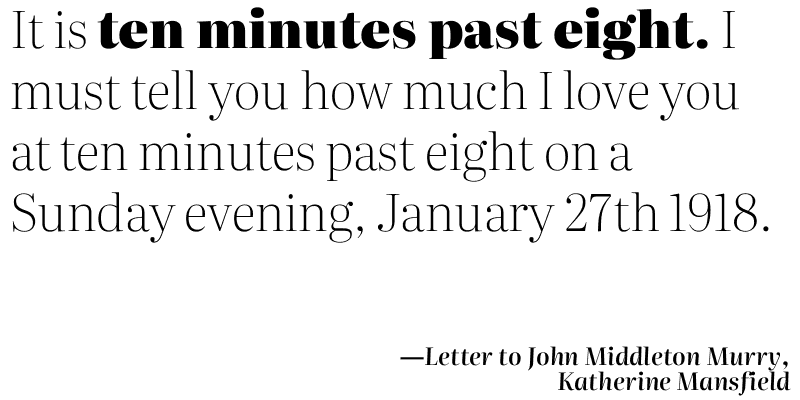 It is ten minutes past eight. I
must tell you how much I love you
at ten minutes past eight on a
Sunday evening, January 27th 1918.
—Letter to John Middleton Murry,
Katherine Mansfield